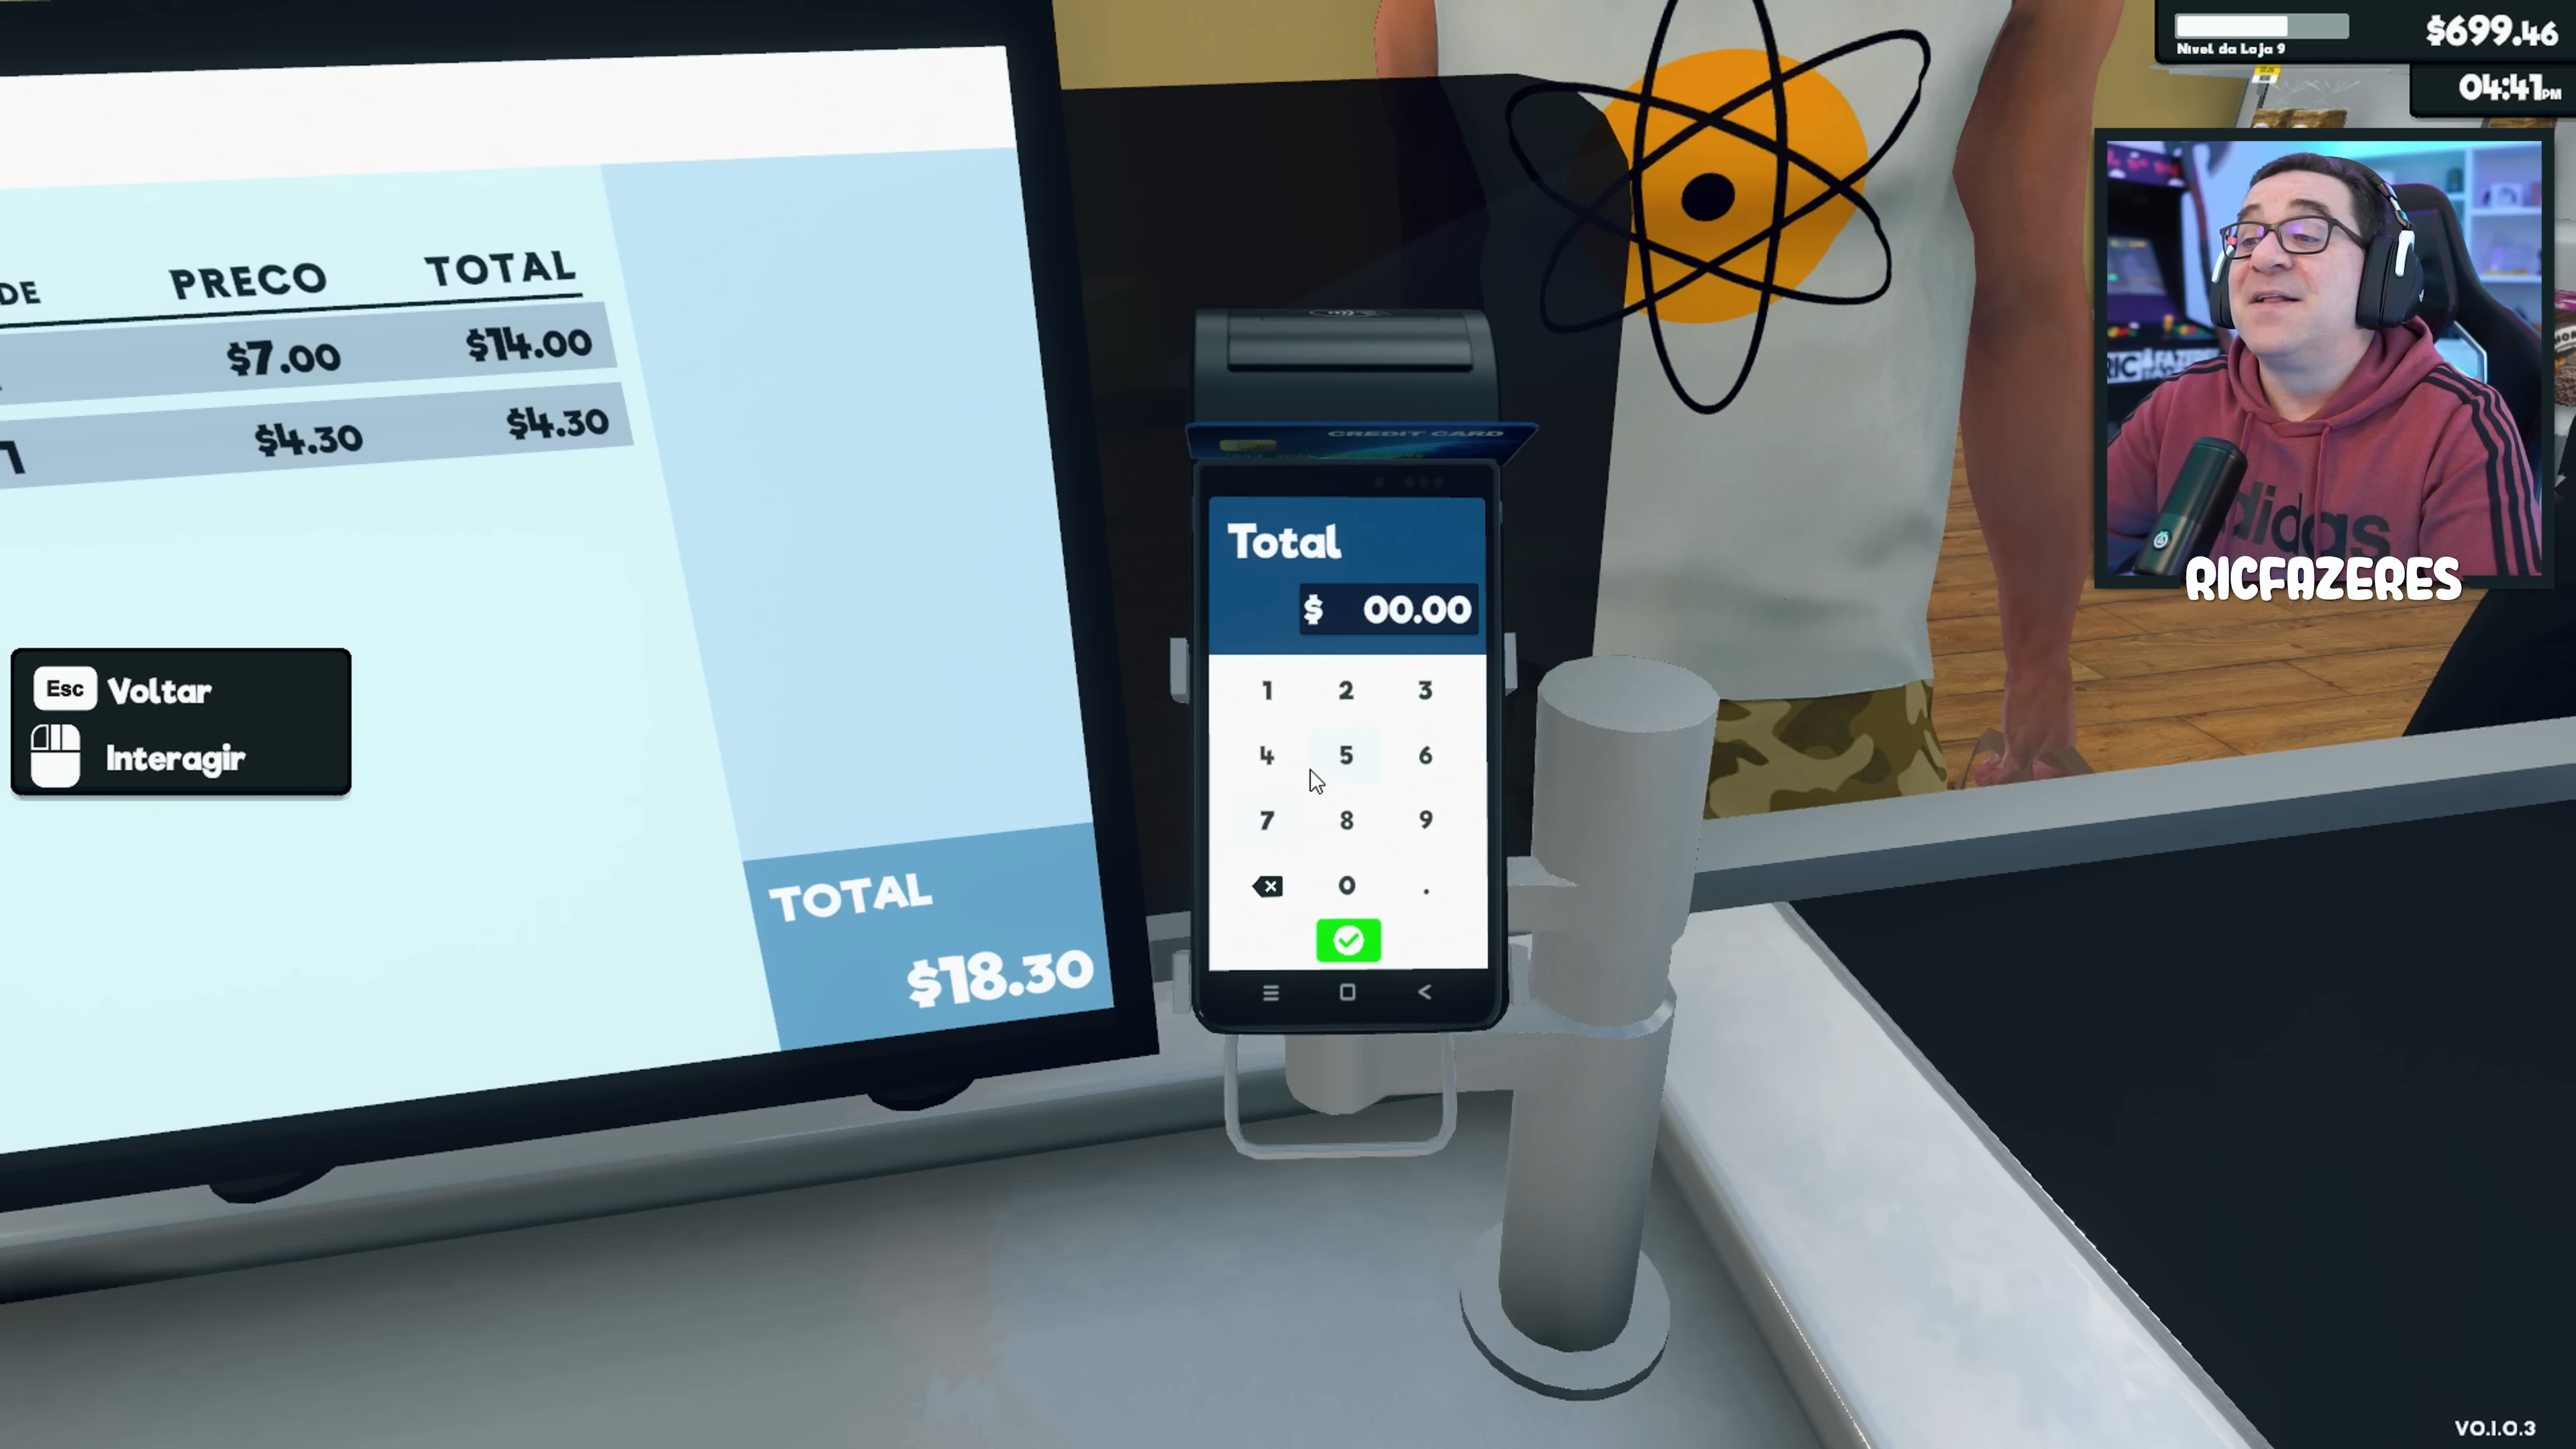 $699.46
Nivel da Loja 9
04:41PM
DE PRECO TOTAL
$7.00 $14.00
1 $4.30 $4.30
CREDIT CARD
Total
$ 00.00
1 2 3
4 5 6
7 8 9
0 .
Esc Voltar
Interagir
TOTAL
$18.30
adidas
RICFAZERES
V0.1.0.3